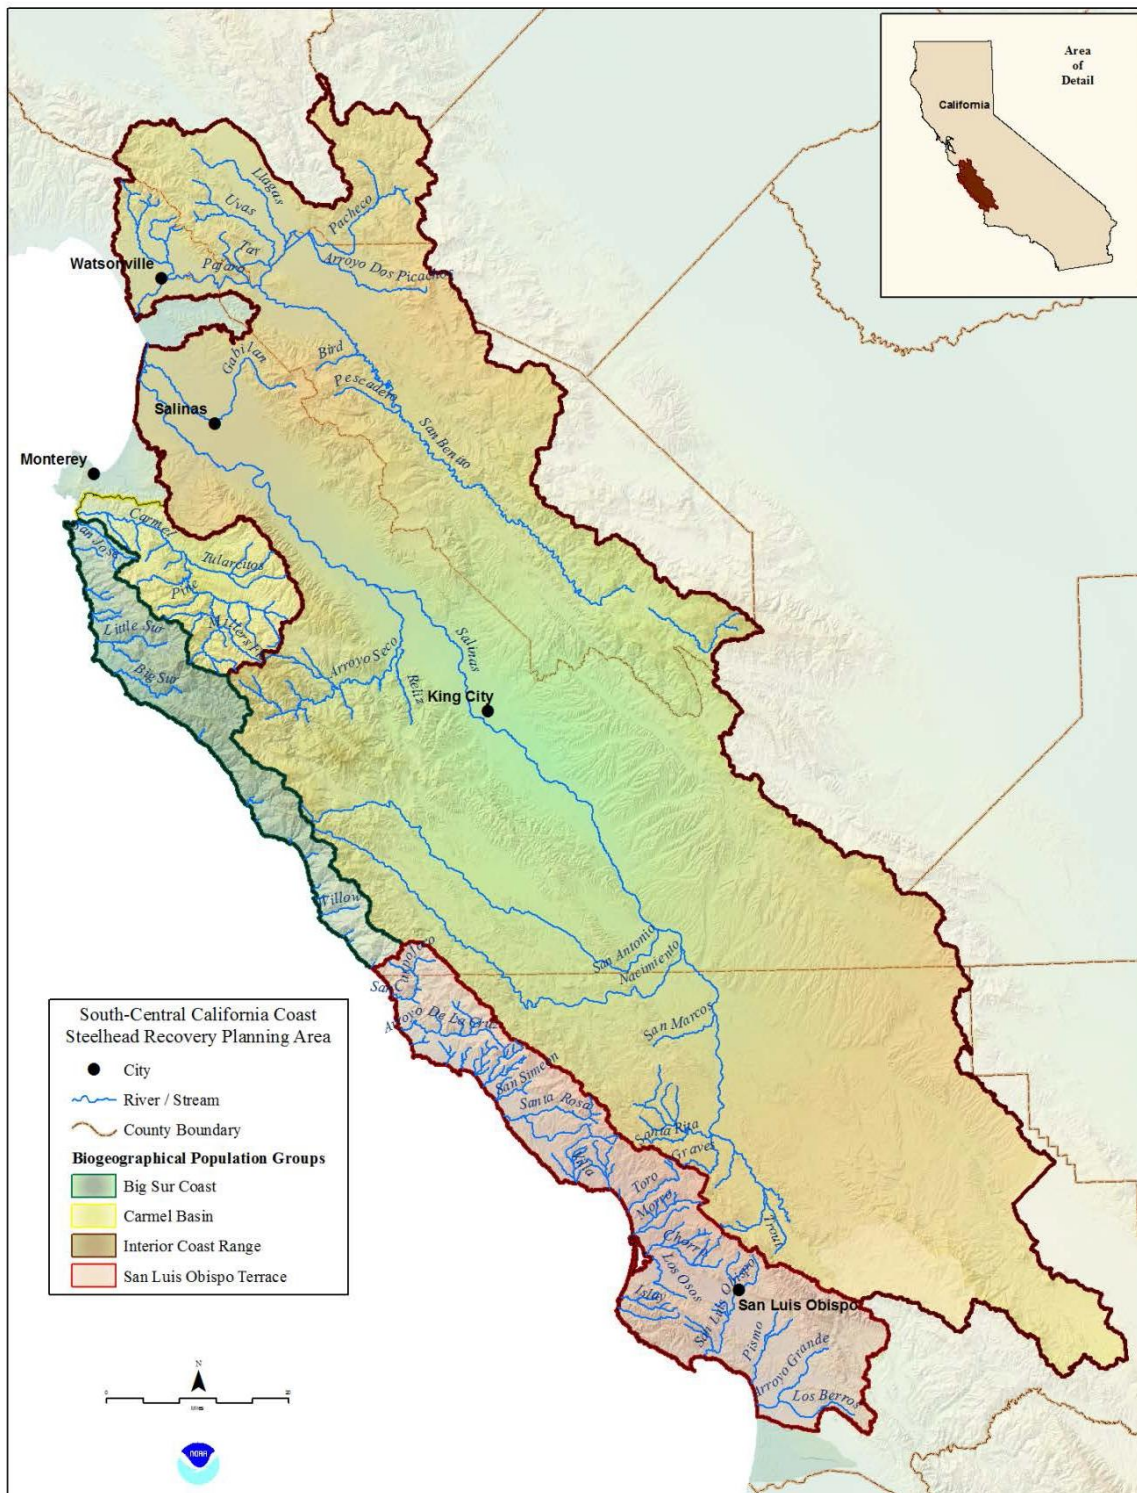 Area
of
Detail
California
Llagas
Uvas
Pacheco
Tar
Arroyo Dos Picachos
Watsonville
Pajaro
Gabilan
Bird
Pescadero
Salinas
San Benito
Monterey
Carmel
San Jose
Tularcitos
Pine
Little Sur
Salinas
Arroyo Seco
Big Sur
Reliz
King City
Willow
San Antonio
Nacimiento
San Carpoforo
Arroyo De La Cruz
San Marcos
San Simeon
Santa Rosa
Santa Rita
Graves
Villa
Toro
Morro
Trout
Chorro
Los Osos
San Luis Obispo
Islay
San Luis Obispo
Pismo
Arroyo Grande
Los Berros
South-Central California Coast
Steelhead Recovery Planning Area
City
River / Stream
County Boundary
Biogeographical Population Groups
Big Sur Coast
Carmel Basin
Interior Coast Range
San Luis Obispo Terrace
N
0
20
NOAA